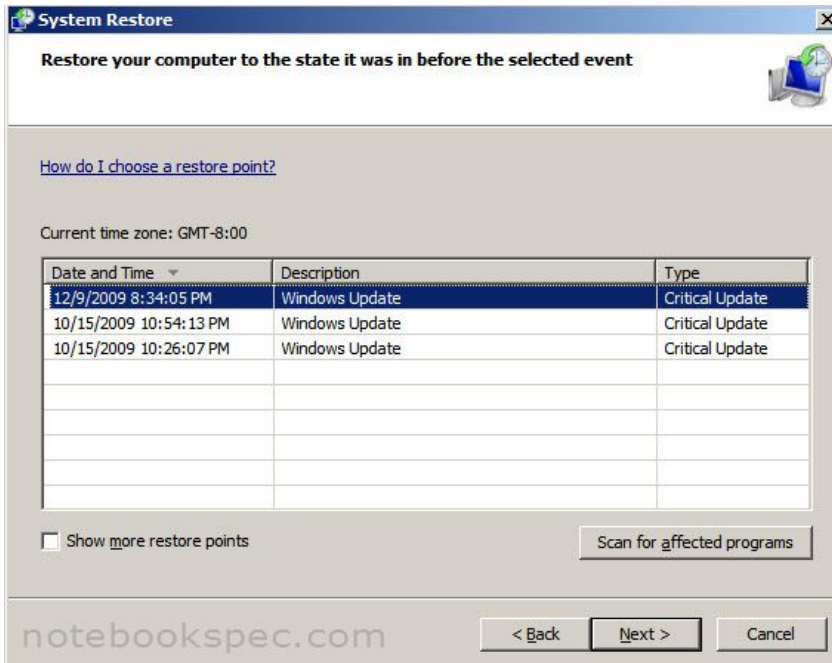 System Restore
Restore your computer to the state it was in before the selected event
How do I choose a restore point?
Current time zone: GMT-8:00
Date and Time Description Type
12/9/2009 8:34:05 PM Windows Update Critical Update
10/15/2009 10:54:13 PM Windows Update Critical Update
10/15/2009 10:26:07 PM Windows Update Critical Update
Show more restore points Scan for affected programs
notebookspec.com < Back Next > Cancel